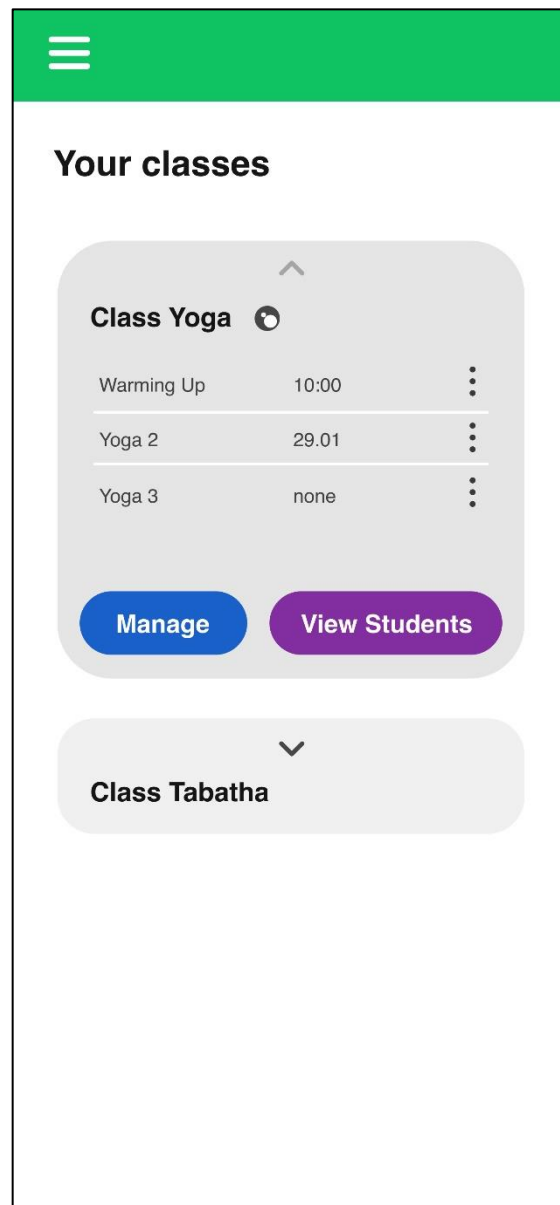 Your classes
Class Yoga
Warming Up 10:00
Yoga 2 29.01
Yoga 3 none
Manage View Students
Class Tabatha